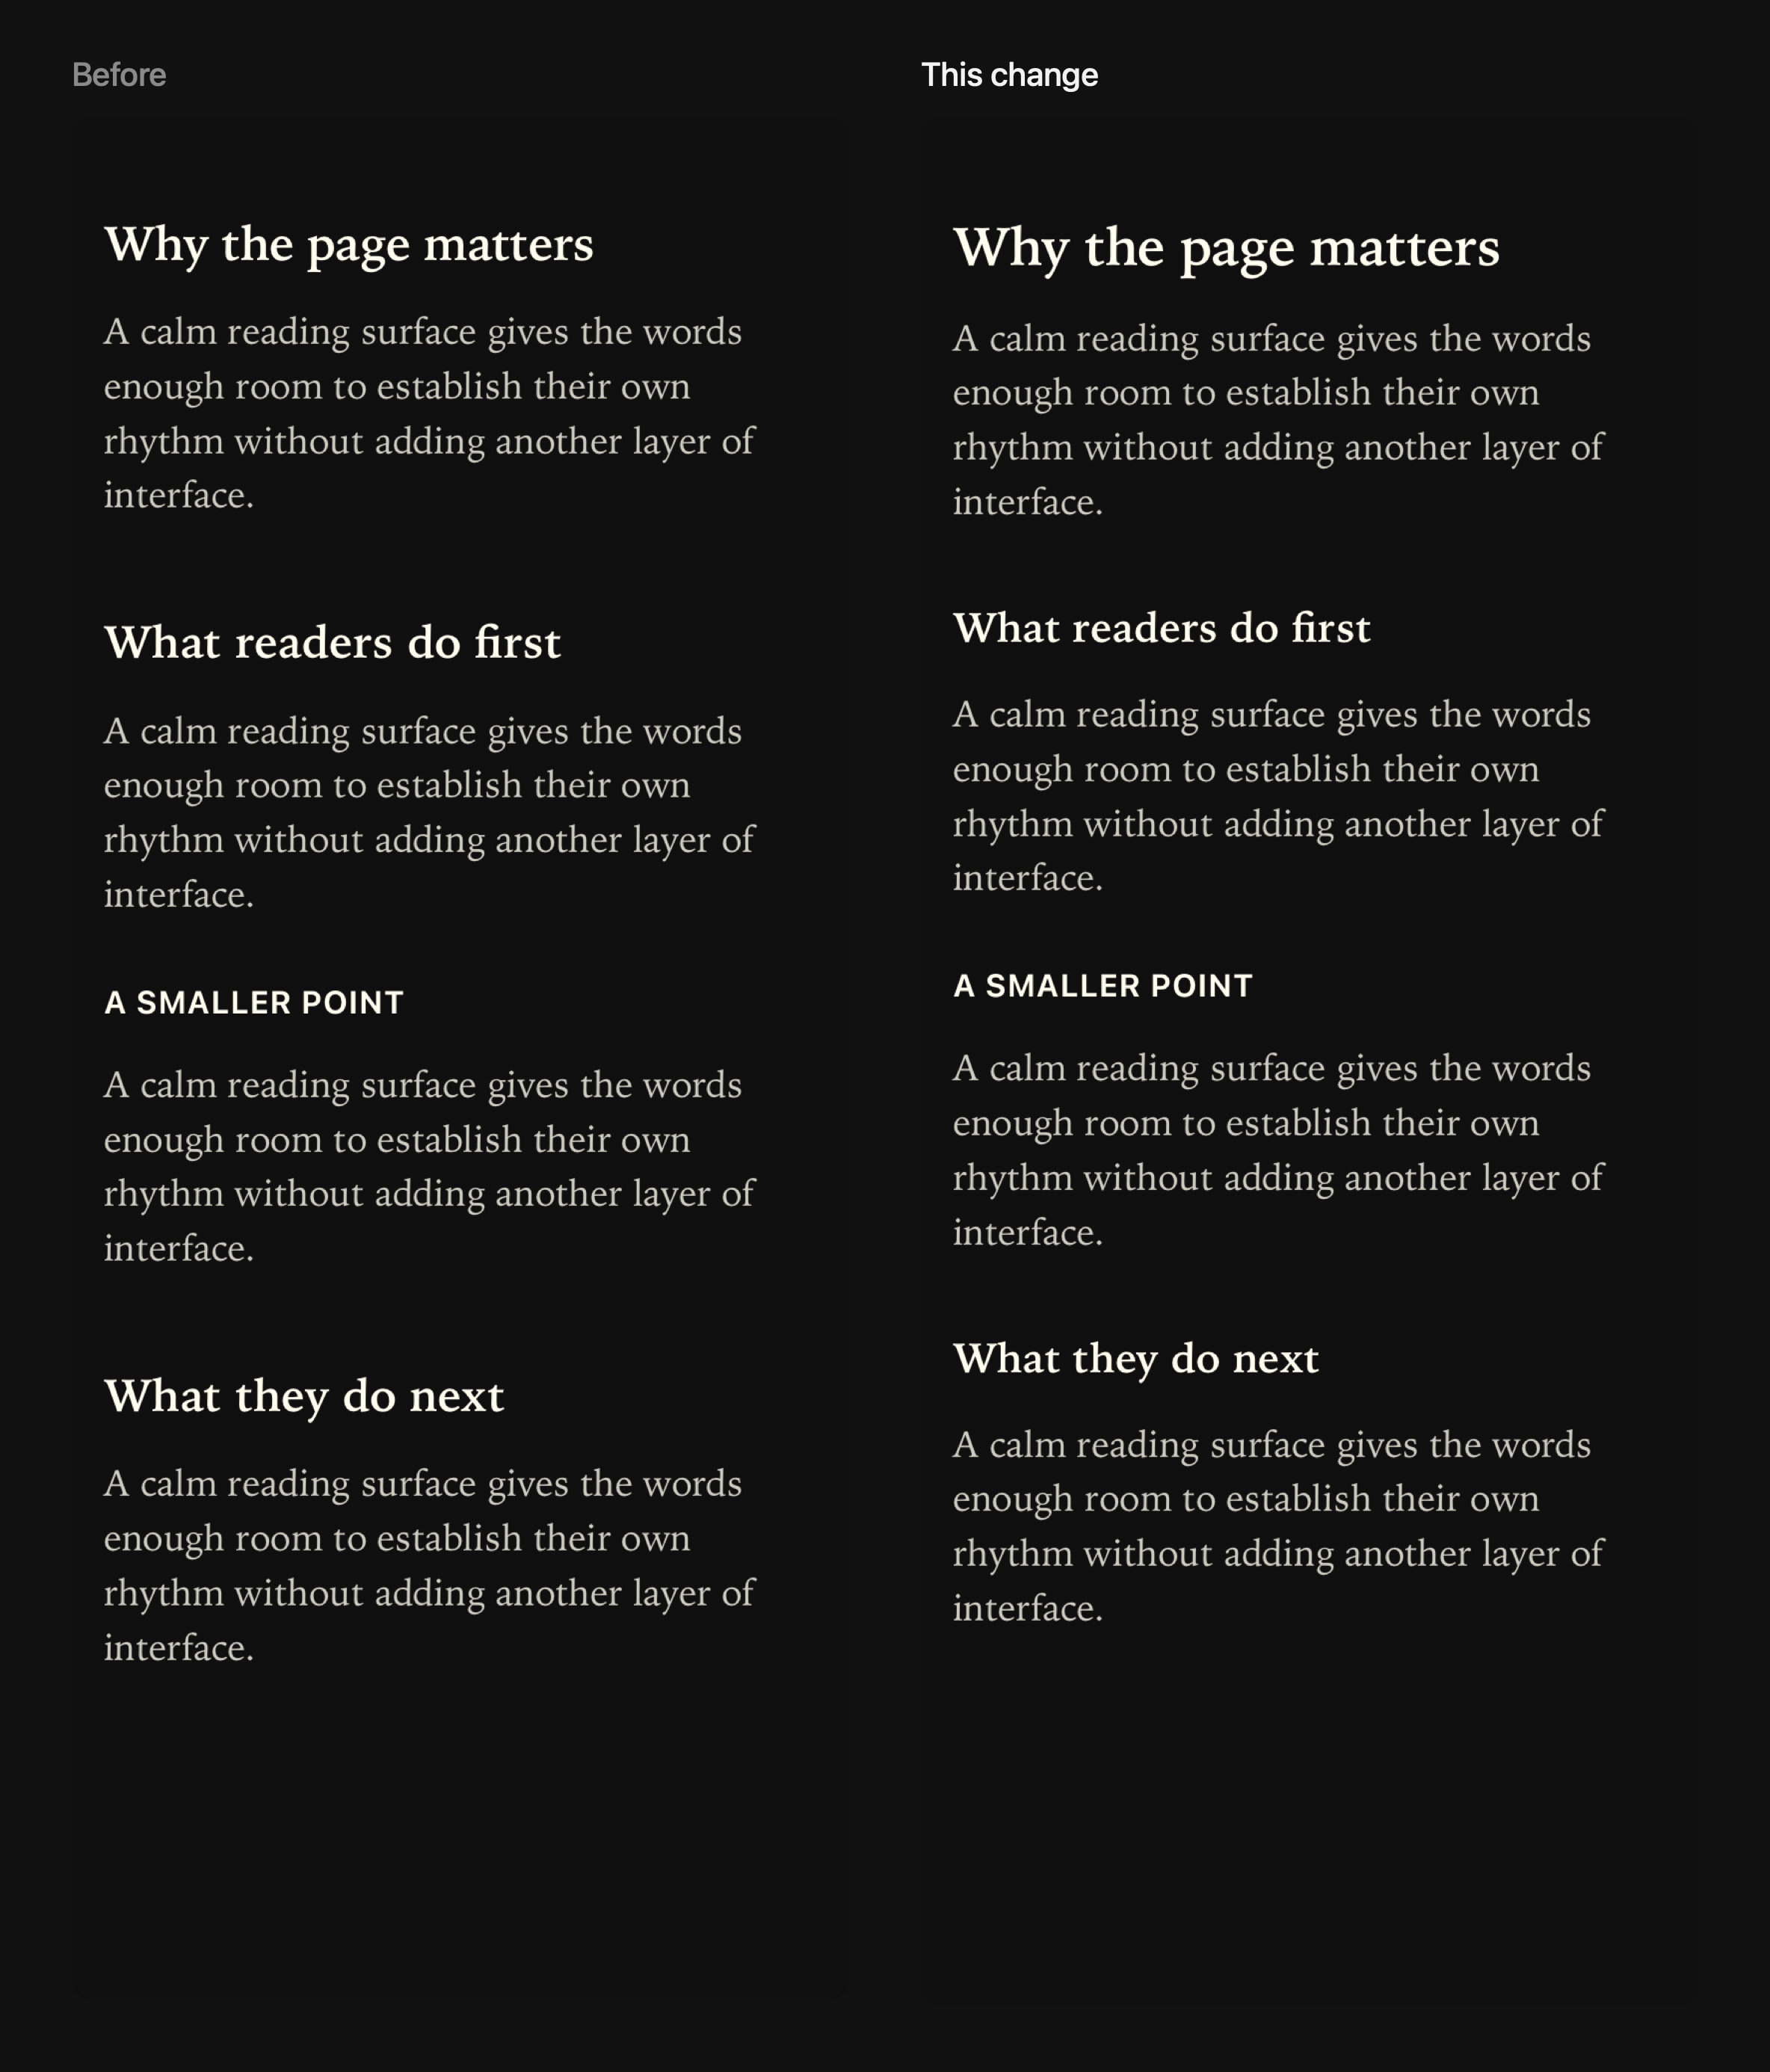 Before
Why the page matters
A calm reading surface gives the words
enough room to establish their own
rhythm without adding another layer of
interface.
What readers do first
A calm reading surface gives the words
enough room to establish their own
rhythm without adding another layer of
interface.
A SMALLER POINT
A calm reading surface gives the words
enough room to establish their own
rhythm without adding another layer of
interface.
What they do next
A calm reading surface gives the words
enough room to establish their own
rhythm without adding another layer of
interface.
This change
Why the page matters
A calm reading surface gives the words
enough room to establish their own
rhythm without adding another layer of
interface.
What readers do first
A calm reading surface gives the words
enough room to establish their own
rhythm without adding another layer of
interface.
A SMALLER POINT
A calm reading surface gives the words
enough room to establish their own
rhythm without adding another layer of
interface.
What they do next
A calm reading surface gives the words
enough room to establish their own
rhythm without adding another layer of
interface.